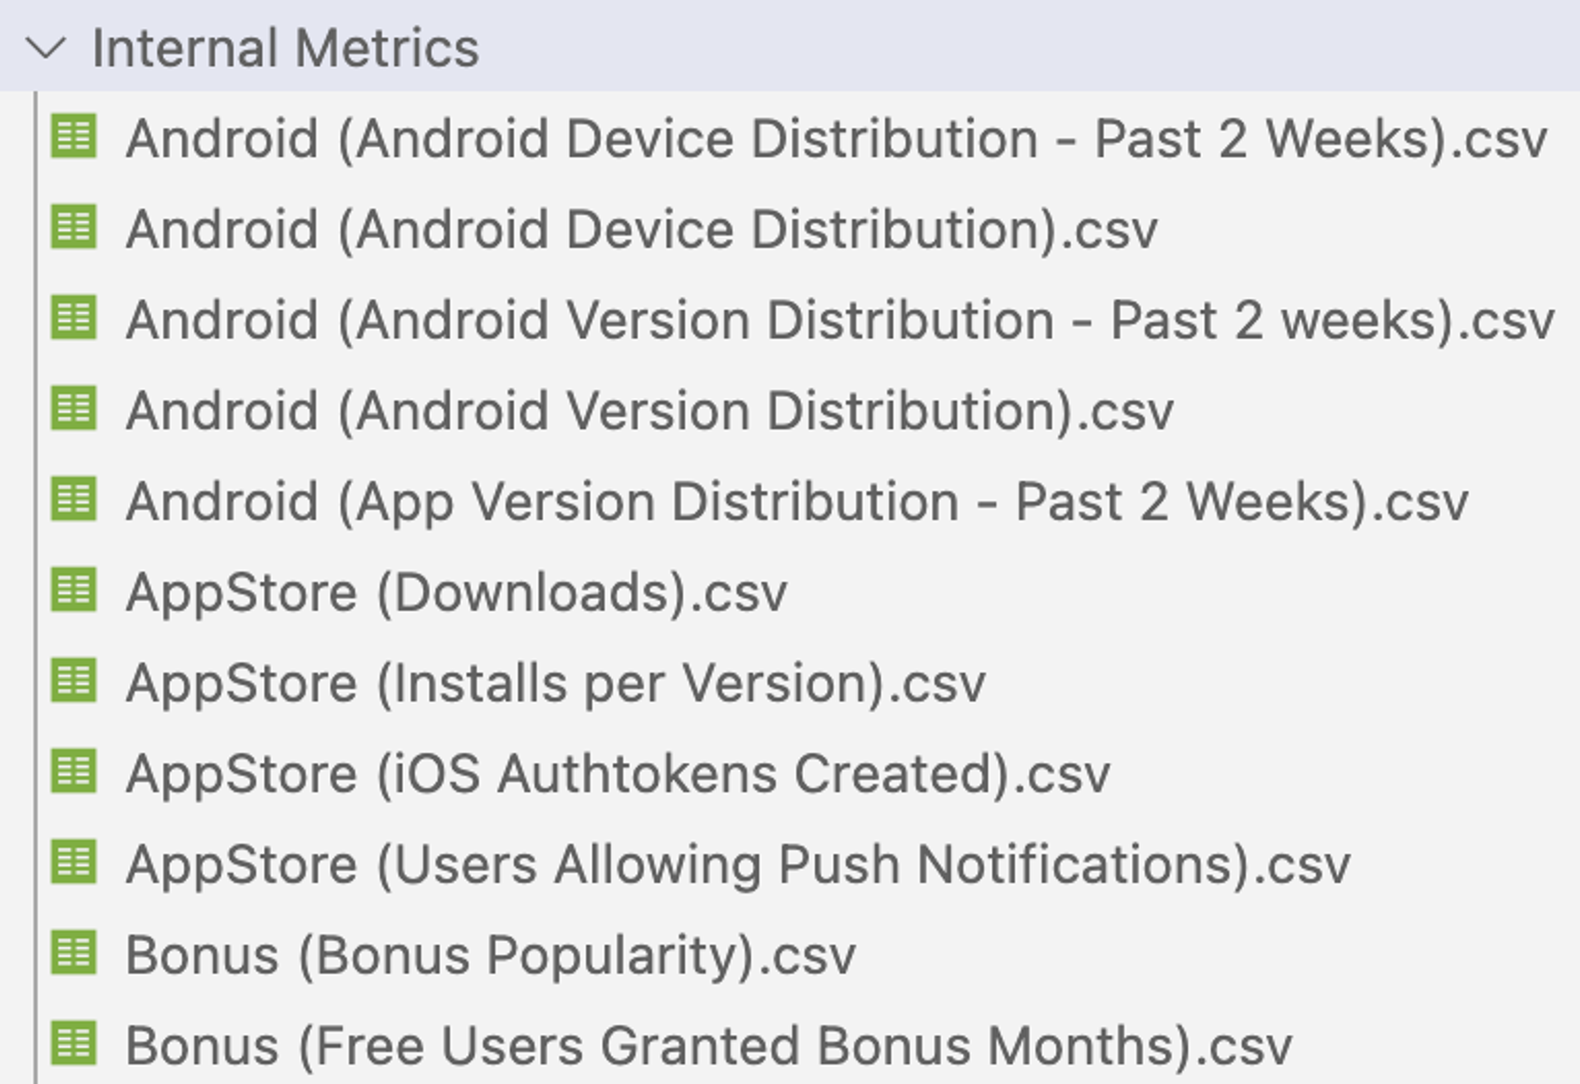 Internal Metrics
Android (Android Device Distribution - Past 2 Weeks).csv
Android (Android Device Distribution).csv
Android (Android Version Distribution - Past 2 weeks).csv
Android (Android Version Distribution).csv
Android (App Version Distribution - Past 2 Weeks).csv
AppStore (Downloads).csv
AppStore (Installs per Version).csv
AppStore (iOS Authtokens Created).csv
AppStore (Users Allowing Push Notifications).csv
Bonus (Bonus Popularity).csv
Bonus (Free Users Granted Bonus Months).csv